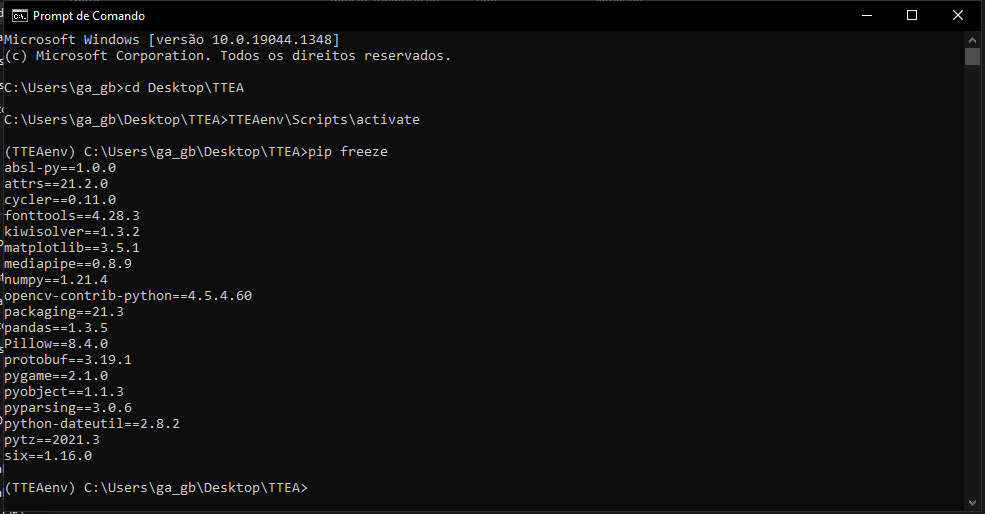 Prompt de Comando
Microsoft Windows [versão 10.0.19044.1348]
(c) Microsoft Corporation. Todos os direitos reservados.
C:\Users\ga_gb>cd Desktop\TTEA
C:\Users\ga_gb\Desktop\TTEA>TTEAenv\Scripts\activate
(TTEAenv) C:\Users\ga_gb\Desktop\TTEA>pip freeze
absl-py==1.0.0
attrs==21.2.0
cycler==0.11.0
fonttools==4.28.3
kiwisolver==1.3.2
matplotlib==3.5.1
mediapipe==0.8.9
numpy==1.21.4
opencv-contrib-python==4.5.4.60
packaging==21.3
pandas==1.3.5
Pillow==8.4.0
protobuf==3.19.1
pygame==2.1.0
pyobject==1.1.3
pyparsing==3.0.6
python-dateutil==2.8.2
pytz==2021.3
six==1.16.0
(TTEAenv) C:\Users\ga_gb\Desktop\TTEA>